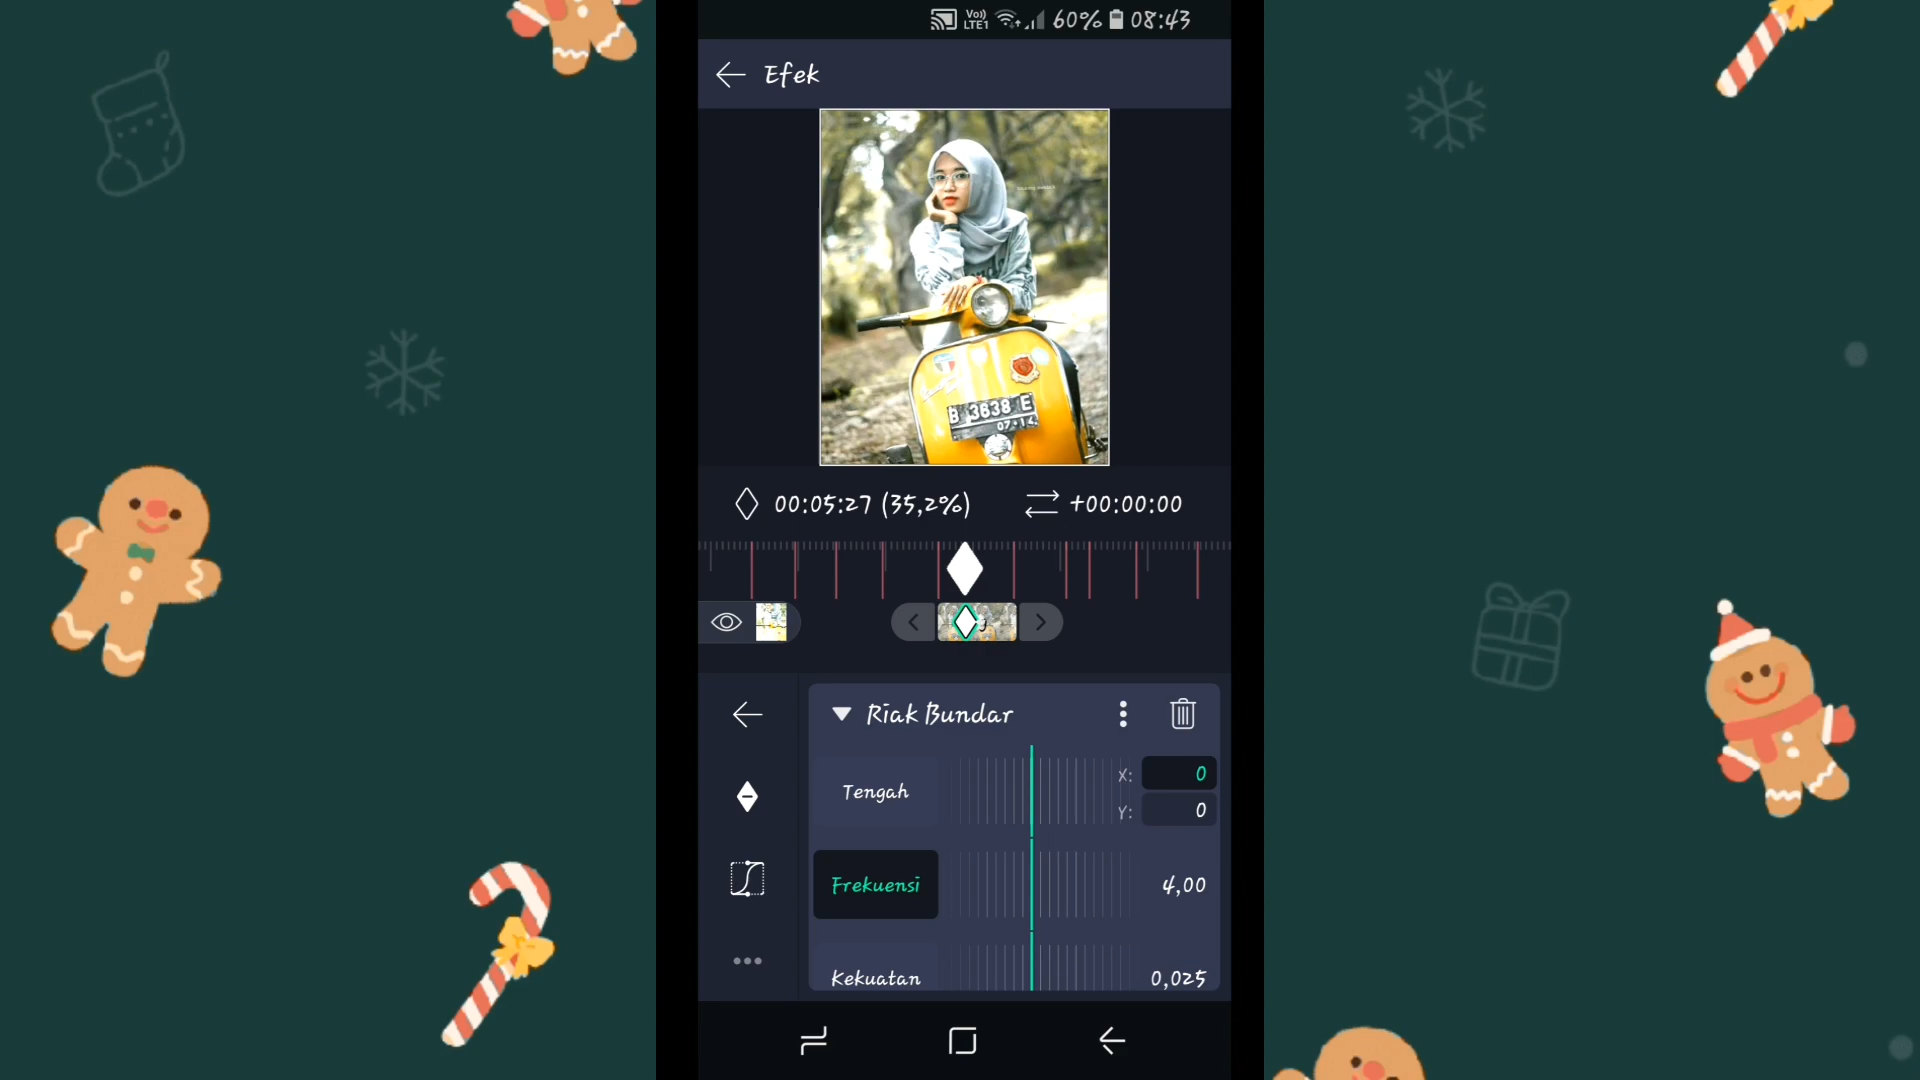 Vo)) LTE1 60% 08:43
Efek
B 3638 E
07•14
00:05:27 (35,2%) +00:00:00
Riak Bundar
Tengah X: 0
Y: 0
Frekuensi 4,00
Kekuatan 0,025